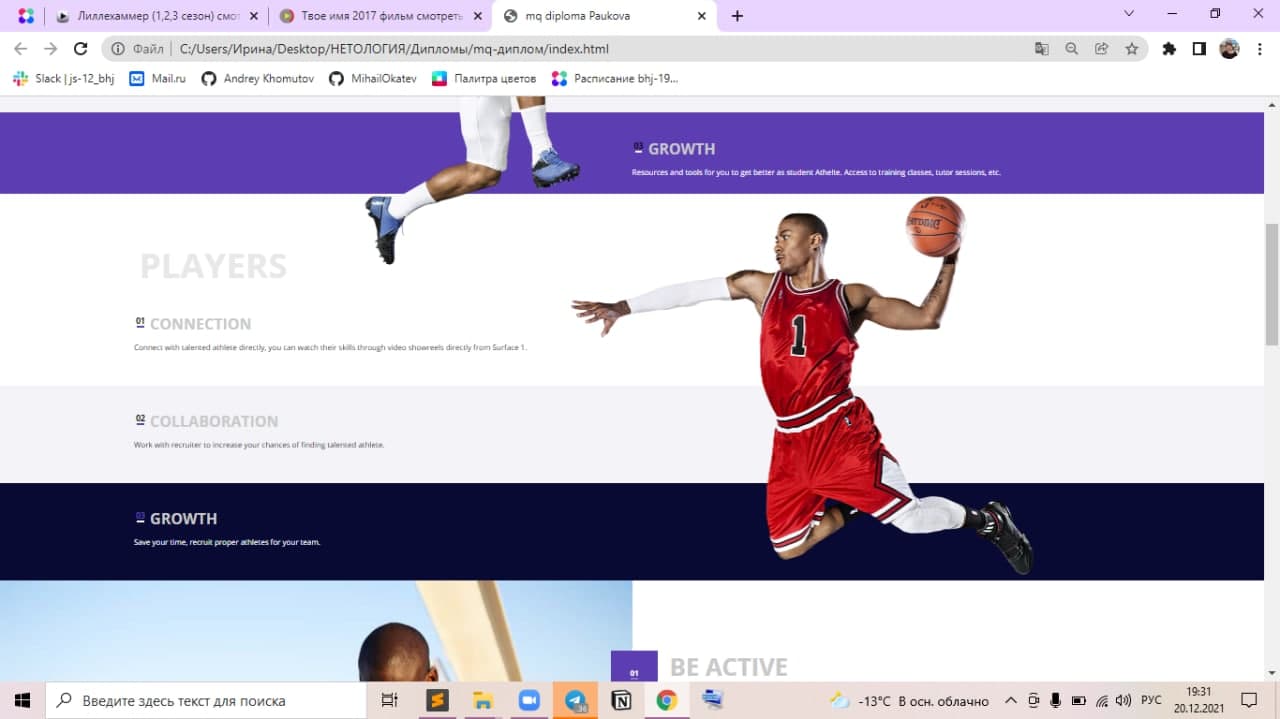 Лиллехаммер (1,2,3 сезон) смот
Лучшие фильмы смотреть
mq diploma
Файл C:/Users/Ирина/Desktop/НЕТОЛОГИЯ/Дипломы/mq-диплом/index.html
Slack | js-12_bhj Mail.ru Andrey Khomutov MihailOkatev Палитра цветов Расписание bhj-19...
03 GROWTH
Resources and tools for you to get better as student Athelte. Access to training classes, tutor sessions, etc.
SPALDING
PLAYERS
01 CONNECTION
Connect with talented athlete directly, you can watch their skills through video showreels directly from Surface 1.
1
02 COLLABORATION
Work with recruiter to increase your chances of finding talented athlete.
03 GROWTH
Save your time, recruit proper athletes for your team.
01 BE ACTIVE
Введите здесь текст для поиска
36
-13°C В осн. облачно
РУС
19:31
20.12.2021